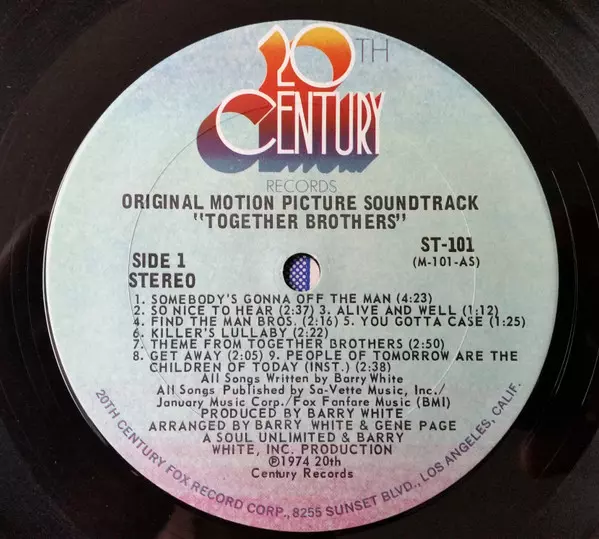 20TH
CENTURY
RECORDS
ORIGINAL MOTION PICTURE SOUNDTRACK
"TOGETHER BROTHERS"
SIDE 1
STEREO
ST-101
(M-101-AS)
1. SOMEBODY'S GONNA OFF THE MAN (4:23)
2. SO NICE TO HEAR (2:37) 3. ALIVE AND WELL (1:12)
4. FIND THE MAN BROS. (2:16) 5. YOU GOTTA CASE (1:25)
6. KILLER'S LULLABY (2:22)
7. THEME FROM TOGETHER BROTHERS (2:50)
8. GET AWAY (2:05) 9. PEOPLE OF TOMORROW ARE THE
CHILDREN OF TODAY (INST.) (2:38)
All Songs Written by Barry White
All Songs Published by Sa-Vette Music, Inc./
January Music Corp./Fox Fanfare Music (BMI)
PRODUCED BY BARRY WHITE
ARRANGED BY BARRY WHITE & GENE PAGE
A SOUL UNLIMITED & BARRY
WHITE, INC. PRODUCTION
℗1974 20th
Century Records
20TH CENTURY FOX RECORD CORP., 8255 SUNSET BLVD., LOS ANGELES, CALIF.